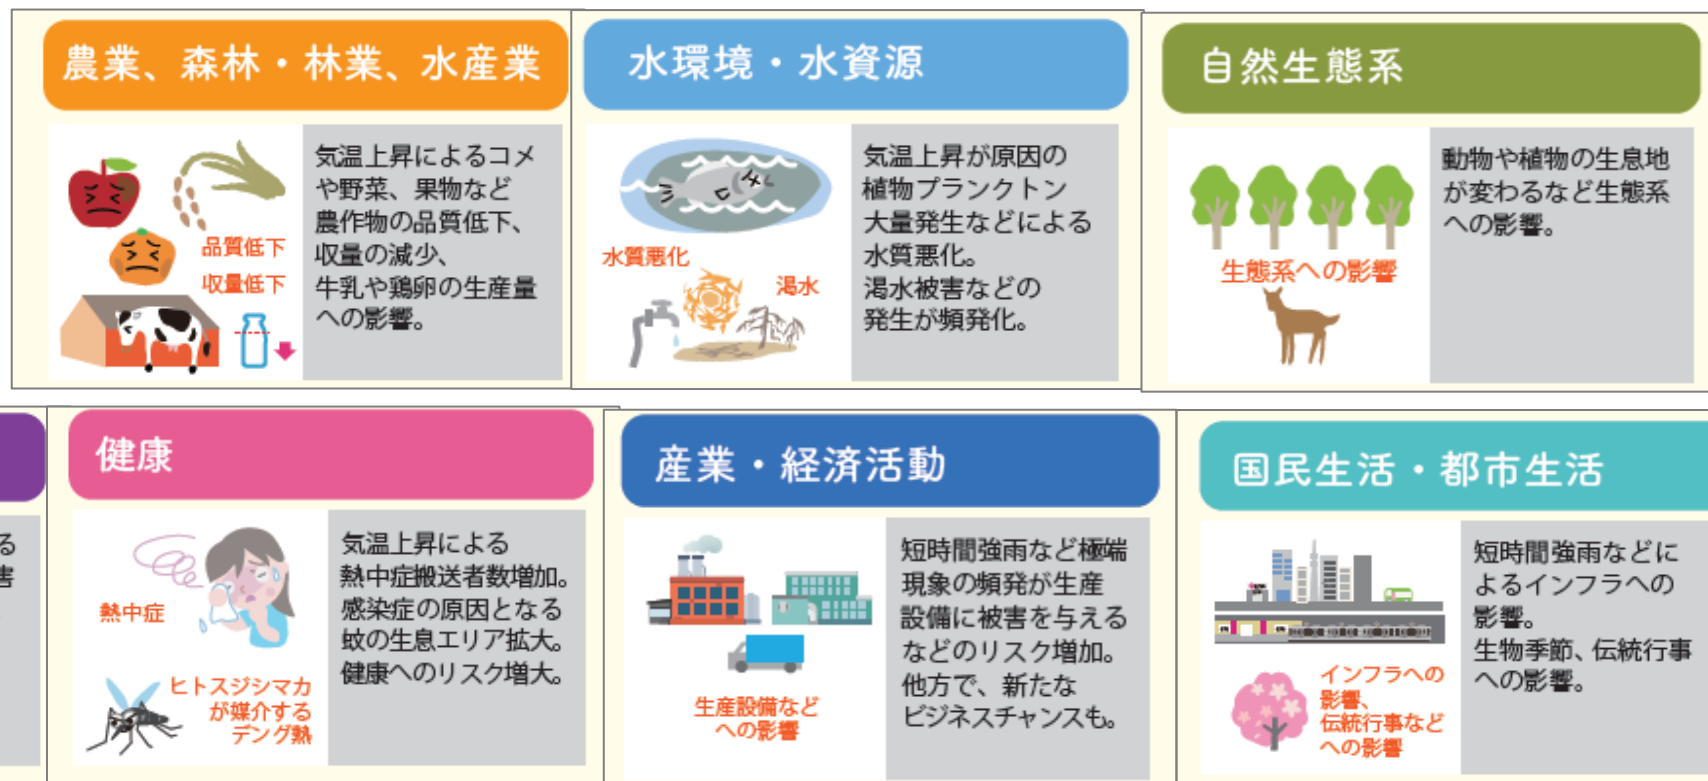 農業、森林・林業、水産業
品質低下
収量低下
気温上昇によるコメ
や野菜、果物など
農作物の品質低下、
収量の減少、
牛乳や鶏卵の生産量
への影響。
水環境・水資源
水質悪化
渇水
気温上昇が原因の
植物プランクトン
大量発生などによる
水質悪化。
渇水被害などの
発生が頻発化。
自然生態系
生態系への影響
動物や植物の生息地
が変わるなど生態系
への影響。
る
害
健康
熱中症
ヒトスジシマカ
が媒介する
デング熱
気温上昇による
熱中症搬送者数増加。
感染症の原因となる
蚊の生息エリア拡大。
健康へのリスク増大。
産業・経済活動
生産設備など
への影響
短時間強雨など極端
現象の頻発が生産
設備に被害を与える
などのリスク増加。
他方で、新たな
ビジネスチャンスも。
国民生活・都市生活
インフラへの
影響、
伝統行事など
への影響
短時間強雨などに
よるインフラへの
影響。
生物季節、伝統行事
への影響。